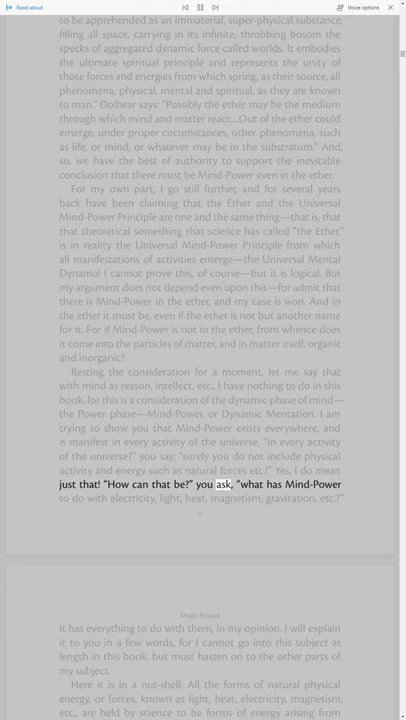 Read aloud
Voice options
to be apprehended as an immaterial, super-physical substance,
filling all space, carrying in its infinite, throbbing bosom the
specks of aggregated dynamic force called worlds. It embodies
the ultimate spiritual principle and represents the unity of
those forces and energies from which spring, as their source, all
phenomena, physical, mental and spiritual, as they are known
to man.” Dolhear says: “Possibly the ether may be the medium
through which mind and matter react....Out of the ether could
emerge, under proper circumstances, other phenomena, such
as life, or mind, or whatever may be in the substratum.” And,
so, we have the best of authority to support the inevitable
conclusion that there must be Mind-Power even in the ether.
For my own part, I go still further, and for several years
back have been claiming that the Ether and the Universal
Mind-Power Principle are one and the same thing—that is, that
that theoretical something that science has called “the Ether,”
is in reality the Universal Mind-Power Principle from which
all manifestations of activities emerge—the Universal Mental
Dynamo! I cannot prove this, of course—but it is logical. But
my argument does not depend even upon this—for admit that
there is Mind-Power in the ether, and my case is won. And in
the ether it must be, even if the ether is not but another name
for it. For if Mind-Power is not in the ether, from whence does
it come into the particles of matter, and in matter itself, organic
and inorganic?
Resting the consideration for a moment, let me say that
with mind as reason, intellect, etc., I have nothing to do in this
book, for this is a consideration of the dynamic phase of mind—
the Power phase—Mind-Power, or Dynamic Mentation. I am
trying to show you that Mind-Power exists everywhere, and
is manifest in every activity of the universe. “In every activity
of the universe?” you say; “surely you do not include physical
activity and energy such as natural forces etc.!” Yes, I do mean
just that! “How can that be?” you ask, “what has Mind-Power
to do with electricity, light, heat, magnetism, gravitation, etc.?”
Mind-Power
It has everything to do with them, in my opinion. I will explain
it to you in a few words, for I cannot go into this subject at
length in this book, but must hasten on to the other parts of
my subject.
Here it is in a nut-shell: All the forms of natural physical
energy, or forces, known as light, heat, electricity, magnetism,
etc., are held by science to be forms of energy arising from